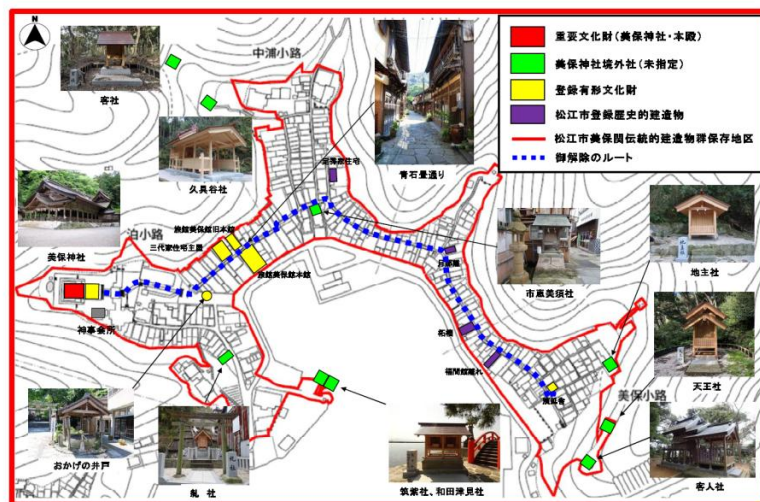 N
重要文化財(美保神社・本殿)
美保神社境外社(未指定)
登録有形文化財
松江市登録歴史的建造物
松江市美保関伝統的建造物群保存地区
御解除のルート
中浦小路
客社
久具谷社
青石畳通り
美保神社
泊小路
旅館美保館旧本館
三代家住宅主屋
旅館美保館本館
市恵美須社
地主社
神事会所
福間館離れ
天王社
美保小路
おかげの井戸
乢 社
筑紫社、和田津見社
客人社